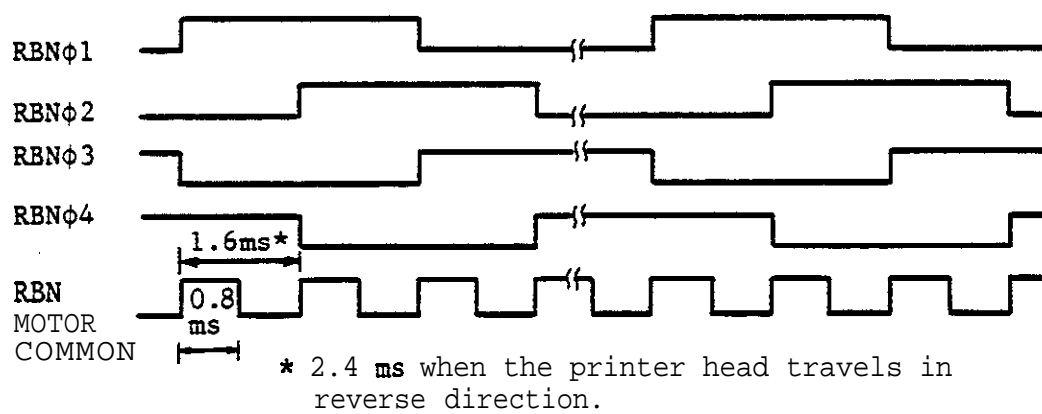 RBNφ1
RBNφ2
RBNφ3
RBNφ4
1.6ms*
RBN
MOTOR
COMMON
0.8
ms
* 2.4 ms when the printer head travels in
reverse direction.